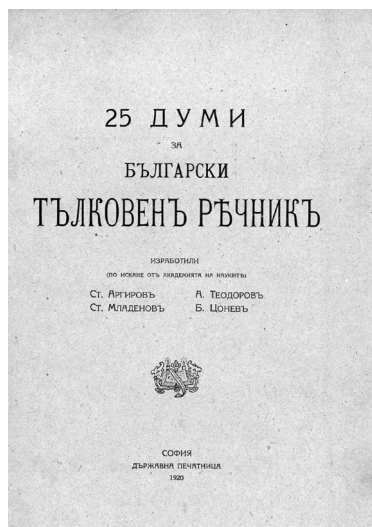 25 ДУМИ
ЗА
БЪЛГАРСКИ
ТЪЛКОВЕНЪ РѢЧНИКЪ
ИЗРАБОТИЛИ
(ПО ИСКАНЕ ОТЪ АКАДЕМИЯТА НА НАУКИТѢ)
Ст. Аргировъ А. Теодоровъ
Ст. Младеновъ Б. Цоневъ
СОФИЯ
ДЪРЖАВНА ПЕЧАТНИЦА
1920